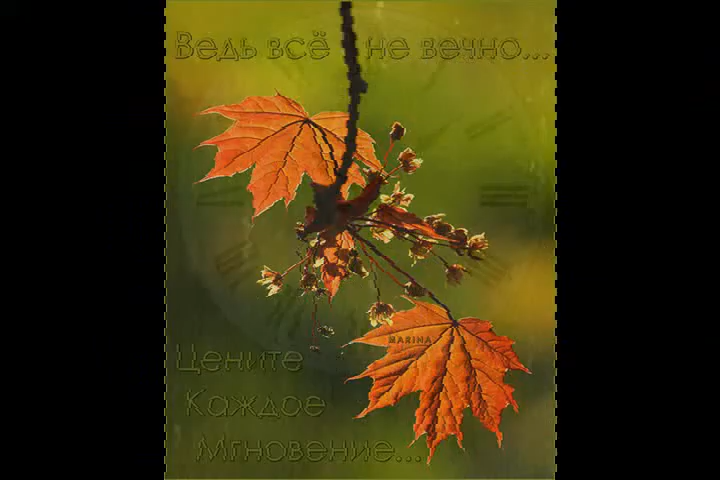 Ведь всё не вечно...
MARINA
Цените
Каждое
Мгновение...